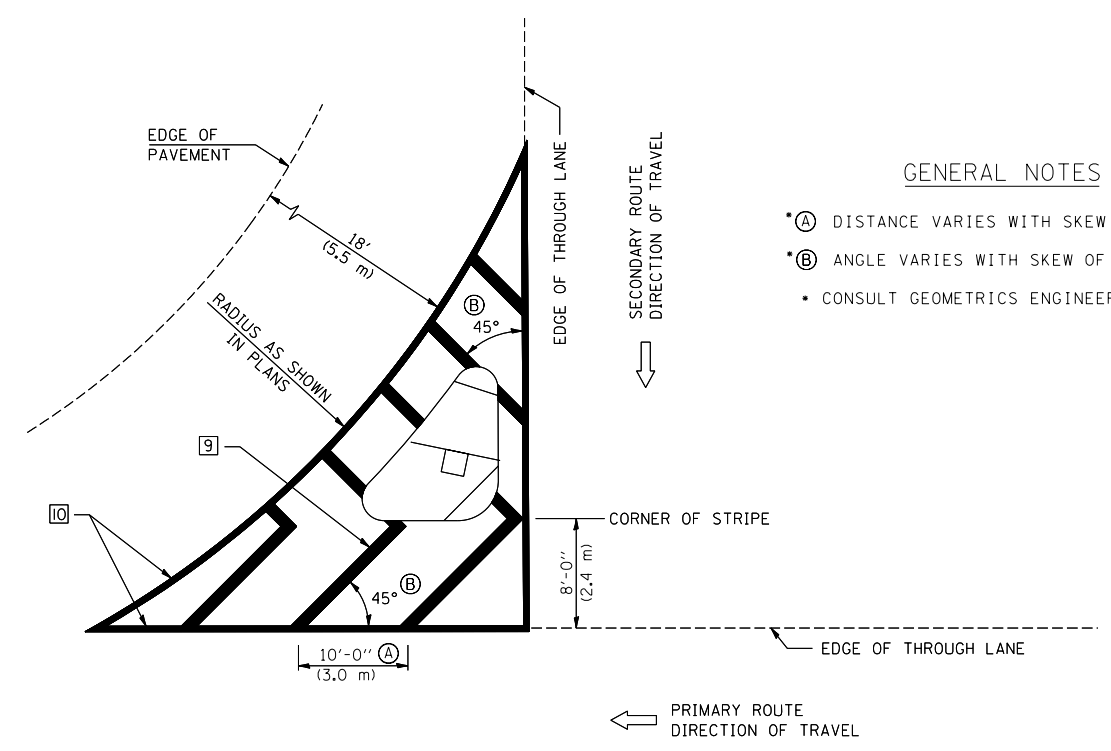 EDGE OF
PAVEMENT
18'
(5.5 m)
RADIUS AS SHOWN
IN PLANS
9
10
B
45°
EDGE OF THROUGH LANE
SECONDARY ROUTE
DIRECTION OF TRAVEL
GENERAL NOTES
*A DISTANCE VARIES WITH SKEW
*B ANGLE VARIES WITH SKEW OF
* CONSULT GEOMETRICS ENGINEER
CORNER OF STRIPE
8'-0"
(2.4 m)
45° B
10'-0" A
(3.0 m)
EDGE OF THROUGH LANE
PRIMARY ROUTE
DIRECTION OF TRAVEL